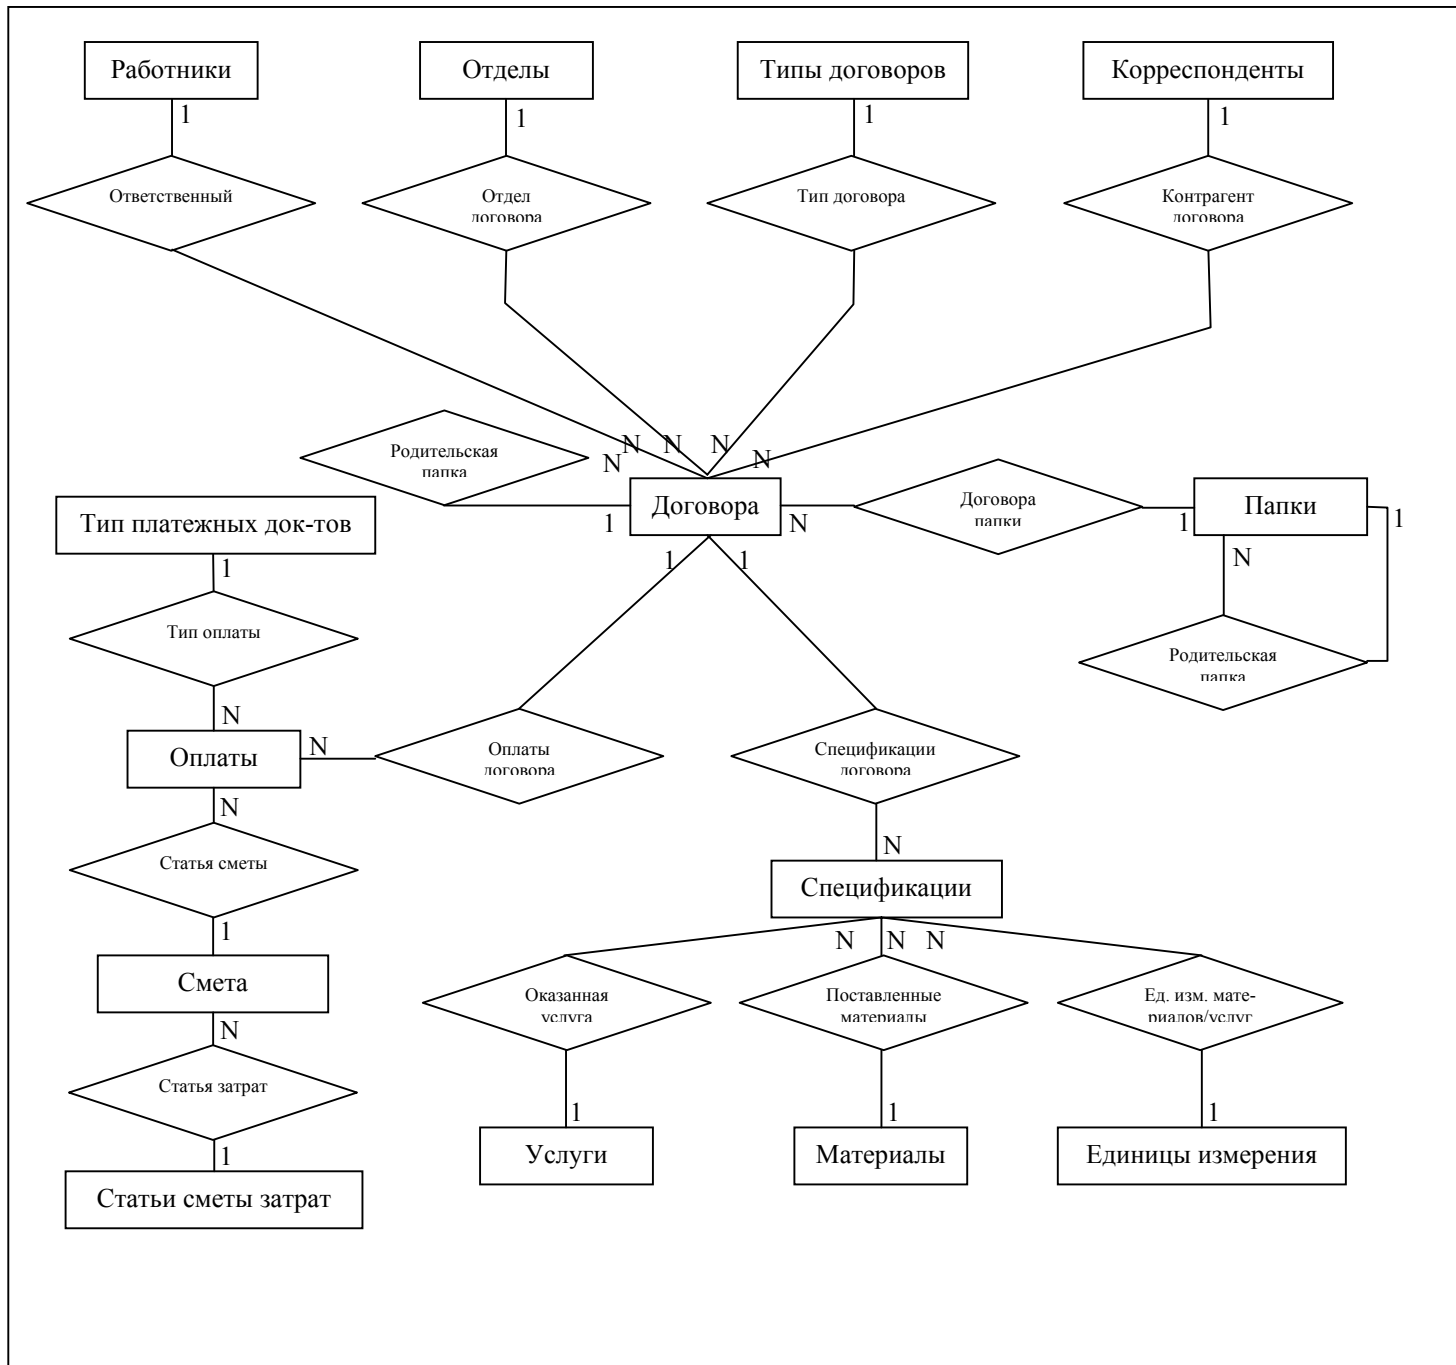 Работники
Отделы
Типы договоров
Корреспонденты
1
1
1
1
Ответственный
Отдел
договора
Тип договора
Контрагент
договора
N
N
N
N
N
Родительская
папка
1
Договора
N
Договора
папки
1
Папки
1
Тип платежных док-тов
1
1
1
N
Тип оплаты
Родительская
папка
N
Оплаты
N
Оплаты
договора
Спецификации
договора
N
N
Статья сметы
Спецификации
1
N
N
N
Смета
Оказанная
услуга
Поставленные
материалы
Ед. изм. мате-
риалов/услуг
N
Статья затрат
1
1
1
1
Услуги
Материалы
Единицы измерения
Статьи сметы затрат